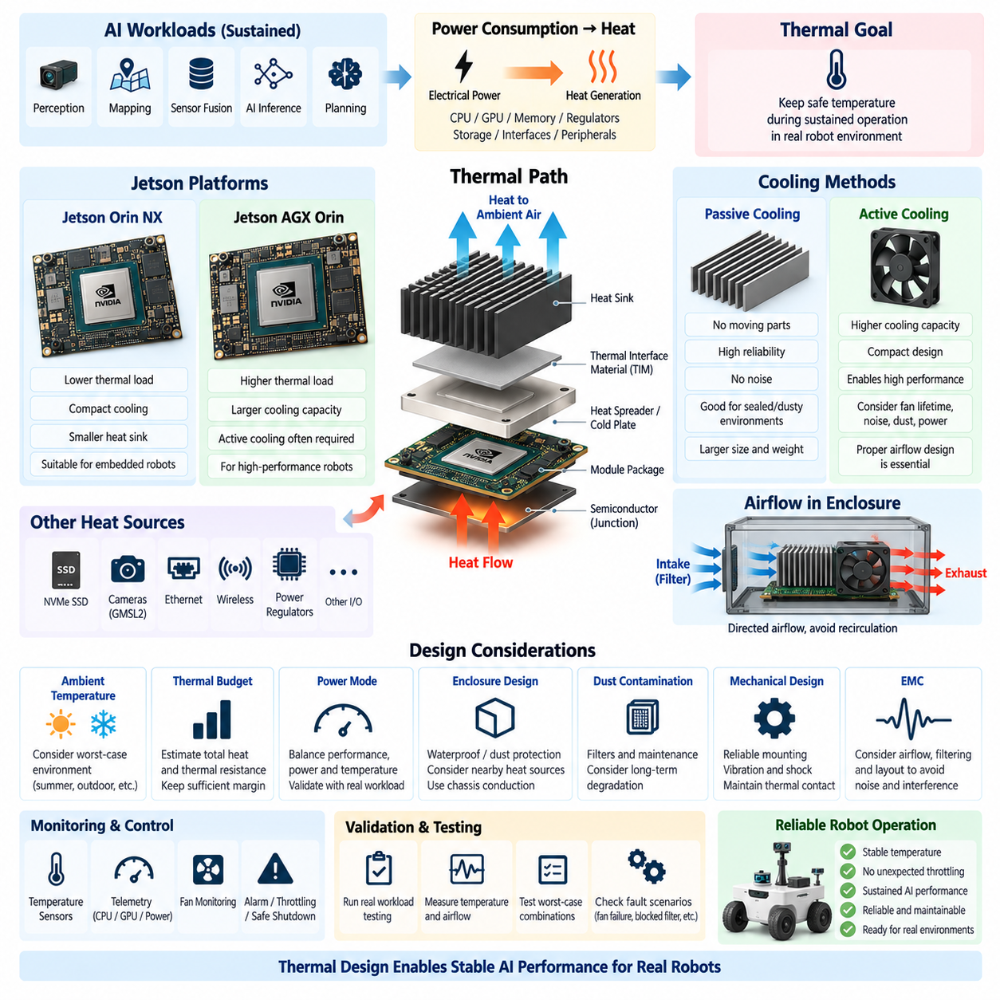 AI Workloads (Sustained)
Perception
Mapping
Sensor Fusion
AI Inference
Planning
Power Consumption → Heat
Electrical Power
Heat Generation
CPU / GPU / Memory / Regulators
Storage / Interfaces / Peripherals
Thermal Goal
Keep safe temperature
during sustained operation
in real robot environment
Jetson Platforms
Jetson Orin NX
NVIDIA
Lower thermal load
Compact cooling
Smaller heat sink
Suitable for embedded robots
Jetson AGX Orin
NVIDIA
Higher thermal load
Larger cooling capacity
Active cooling often required
For high-performance robots
Thermal Path
Heat to
Ambient Air
Heat Sink
Thermal Interface
Material (TIM)
Heat Spreader /
Cold Plate
NVIDIA
Module Package
Semiconductor
(Junction)
Heat Flow
Cooling Methods
Passive Cooling
No moving parts
High reliability
No noise
Good for sealed/dusty
environments
Larger size and weight
Active Cooling
Higher cooling capacity
Compact design
Enables high performance
Consider fan lifetime,
noise, dust, power
Proper airflow design
is essential
Other Heat Sources
SSD
NVMe SSD
Cameras
(GMSL2)
Ethernet
Wireless
Power
Regulators
Other I/O
Airflow in Enclosure
Intake
(Filter)
Exhaust
Directed airflow, avoid recirculation
Design Considerations
Ambient
Temperature
Consider worst-case
environment
(summer, outdoor, etc.)
Thermal Budget
Estimate total heat
and thermal resistance
Keep sufficient margin
Power Mode
Balance performance,
power and temperature
Validate with real workload
Enclosure Design
Waterproof / dust protection
Consider nearby heat sources
Use chassis conduction
Dust Contamination
Filters and maintenance
Consider long-term
degradation
Mechanical Design
Reliable mounting
Vibration and shock
Maintain thermal contact
EMC
Consider airflow, filtering
and layout to avoid
noise and interference
Monitoring & Control
Temperature
Sensors
Telemetry
(CPU / GPU / Power)
Fan Monitoring
Alarm / Throttling
/ Safe Shutdown
Validation & Testing
Run real workload
testing
Measure temperature
and airflow
Test worst-case
combinations
Check fault scenarios
(fan failure, blocked filter, etc.)
Reliable Robot Operation
Stable temperature
No unexpected throttling
Sustained AI performance
Reliable and maintainable
Ready for real environments
Thermal Design Enables Stable AI Performance for Real Robots